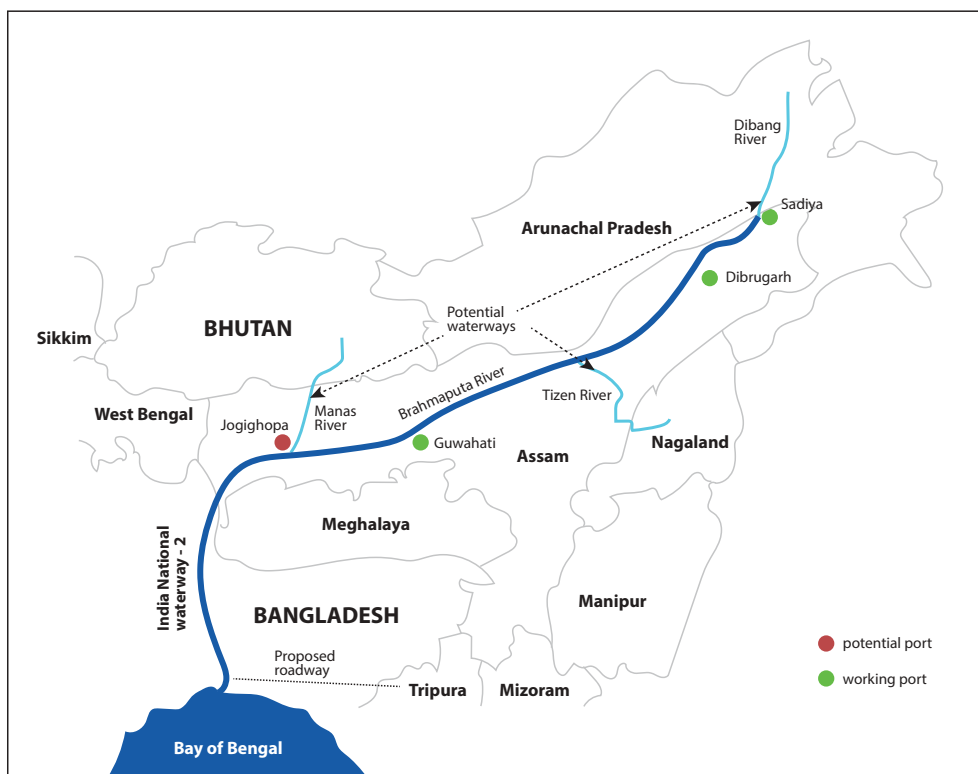 Dibang
River
Sadiya
Arunachal Pradesh
Dibrugarh
Potential
waterways
BHUTAN
Sikkim
Brahmaputa River
Tizen River
West Bengal
Manas
River
Jogighopa
Guwahati
Nagaland
Assam
Meghalaya
India National
waterway - 2
BANGLADESH
Manipur
potential port
Proposed
roadway
working port
Tripura
Mizoram
Bay of Bengal